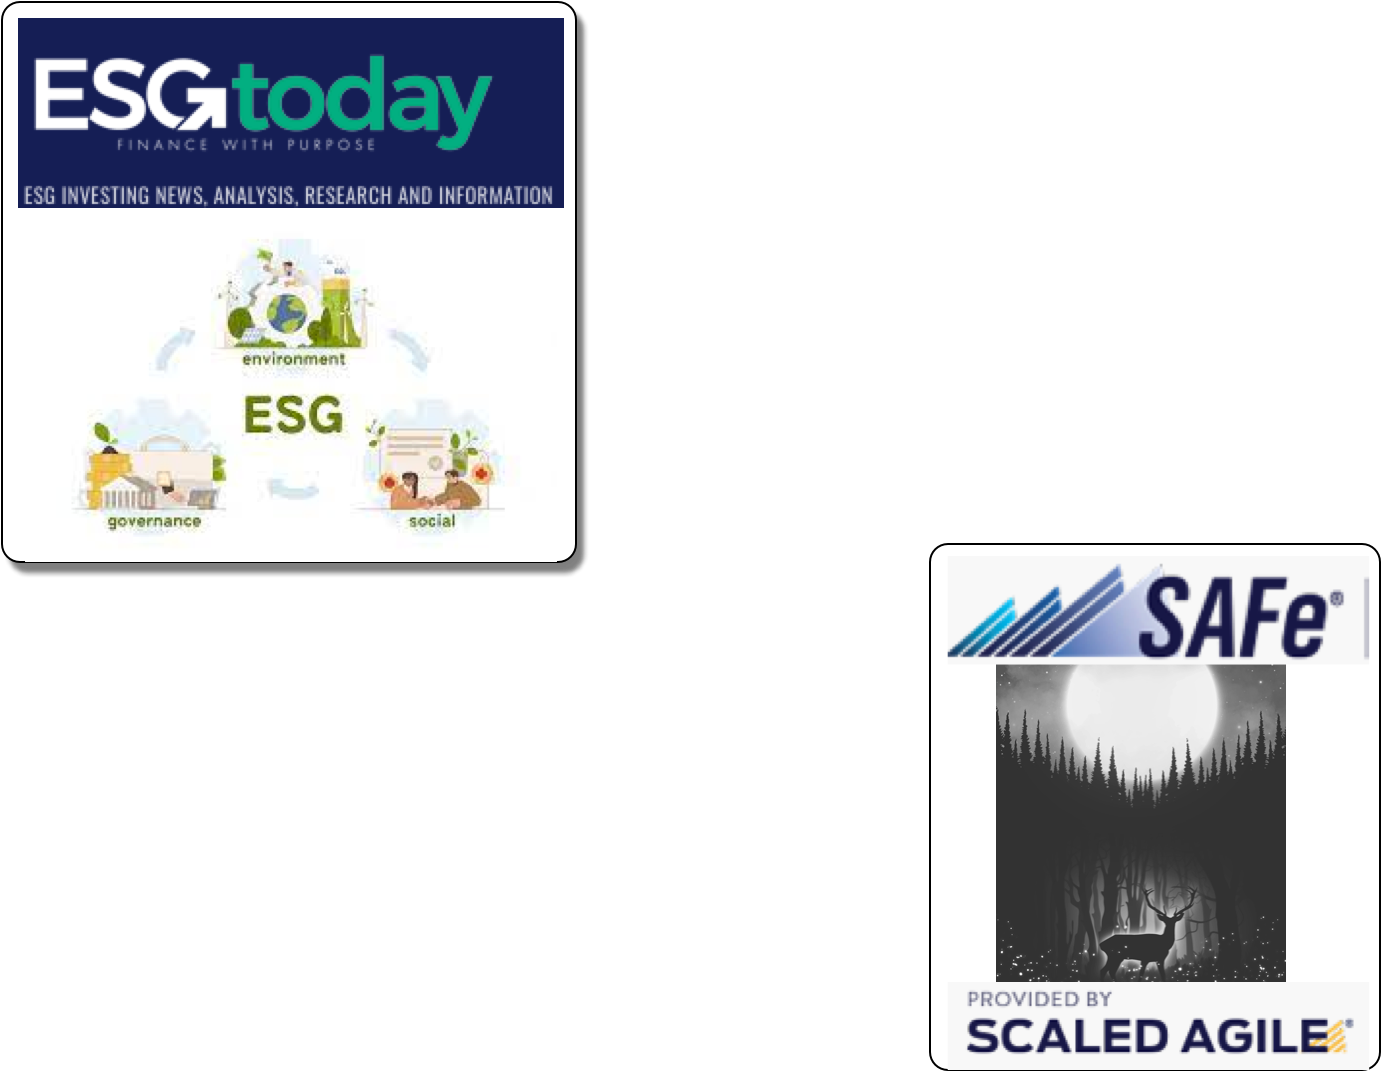 ESGtoday
FINANCE WITH PURPOSE
ESG INVESTING NEWS, ANALYSIS, RESEARCH AND INFORMATION
environment
ESG
governance
social
SAFe®
PROVIDED BY
SCALED AGILE®